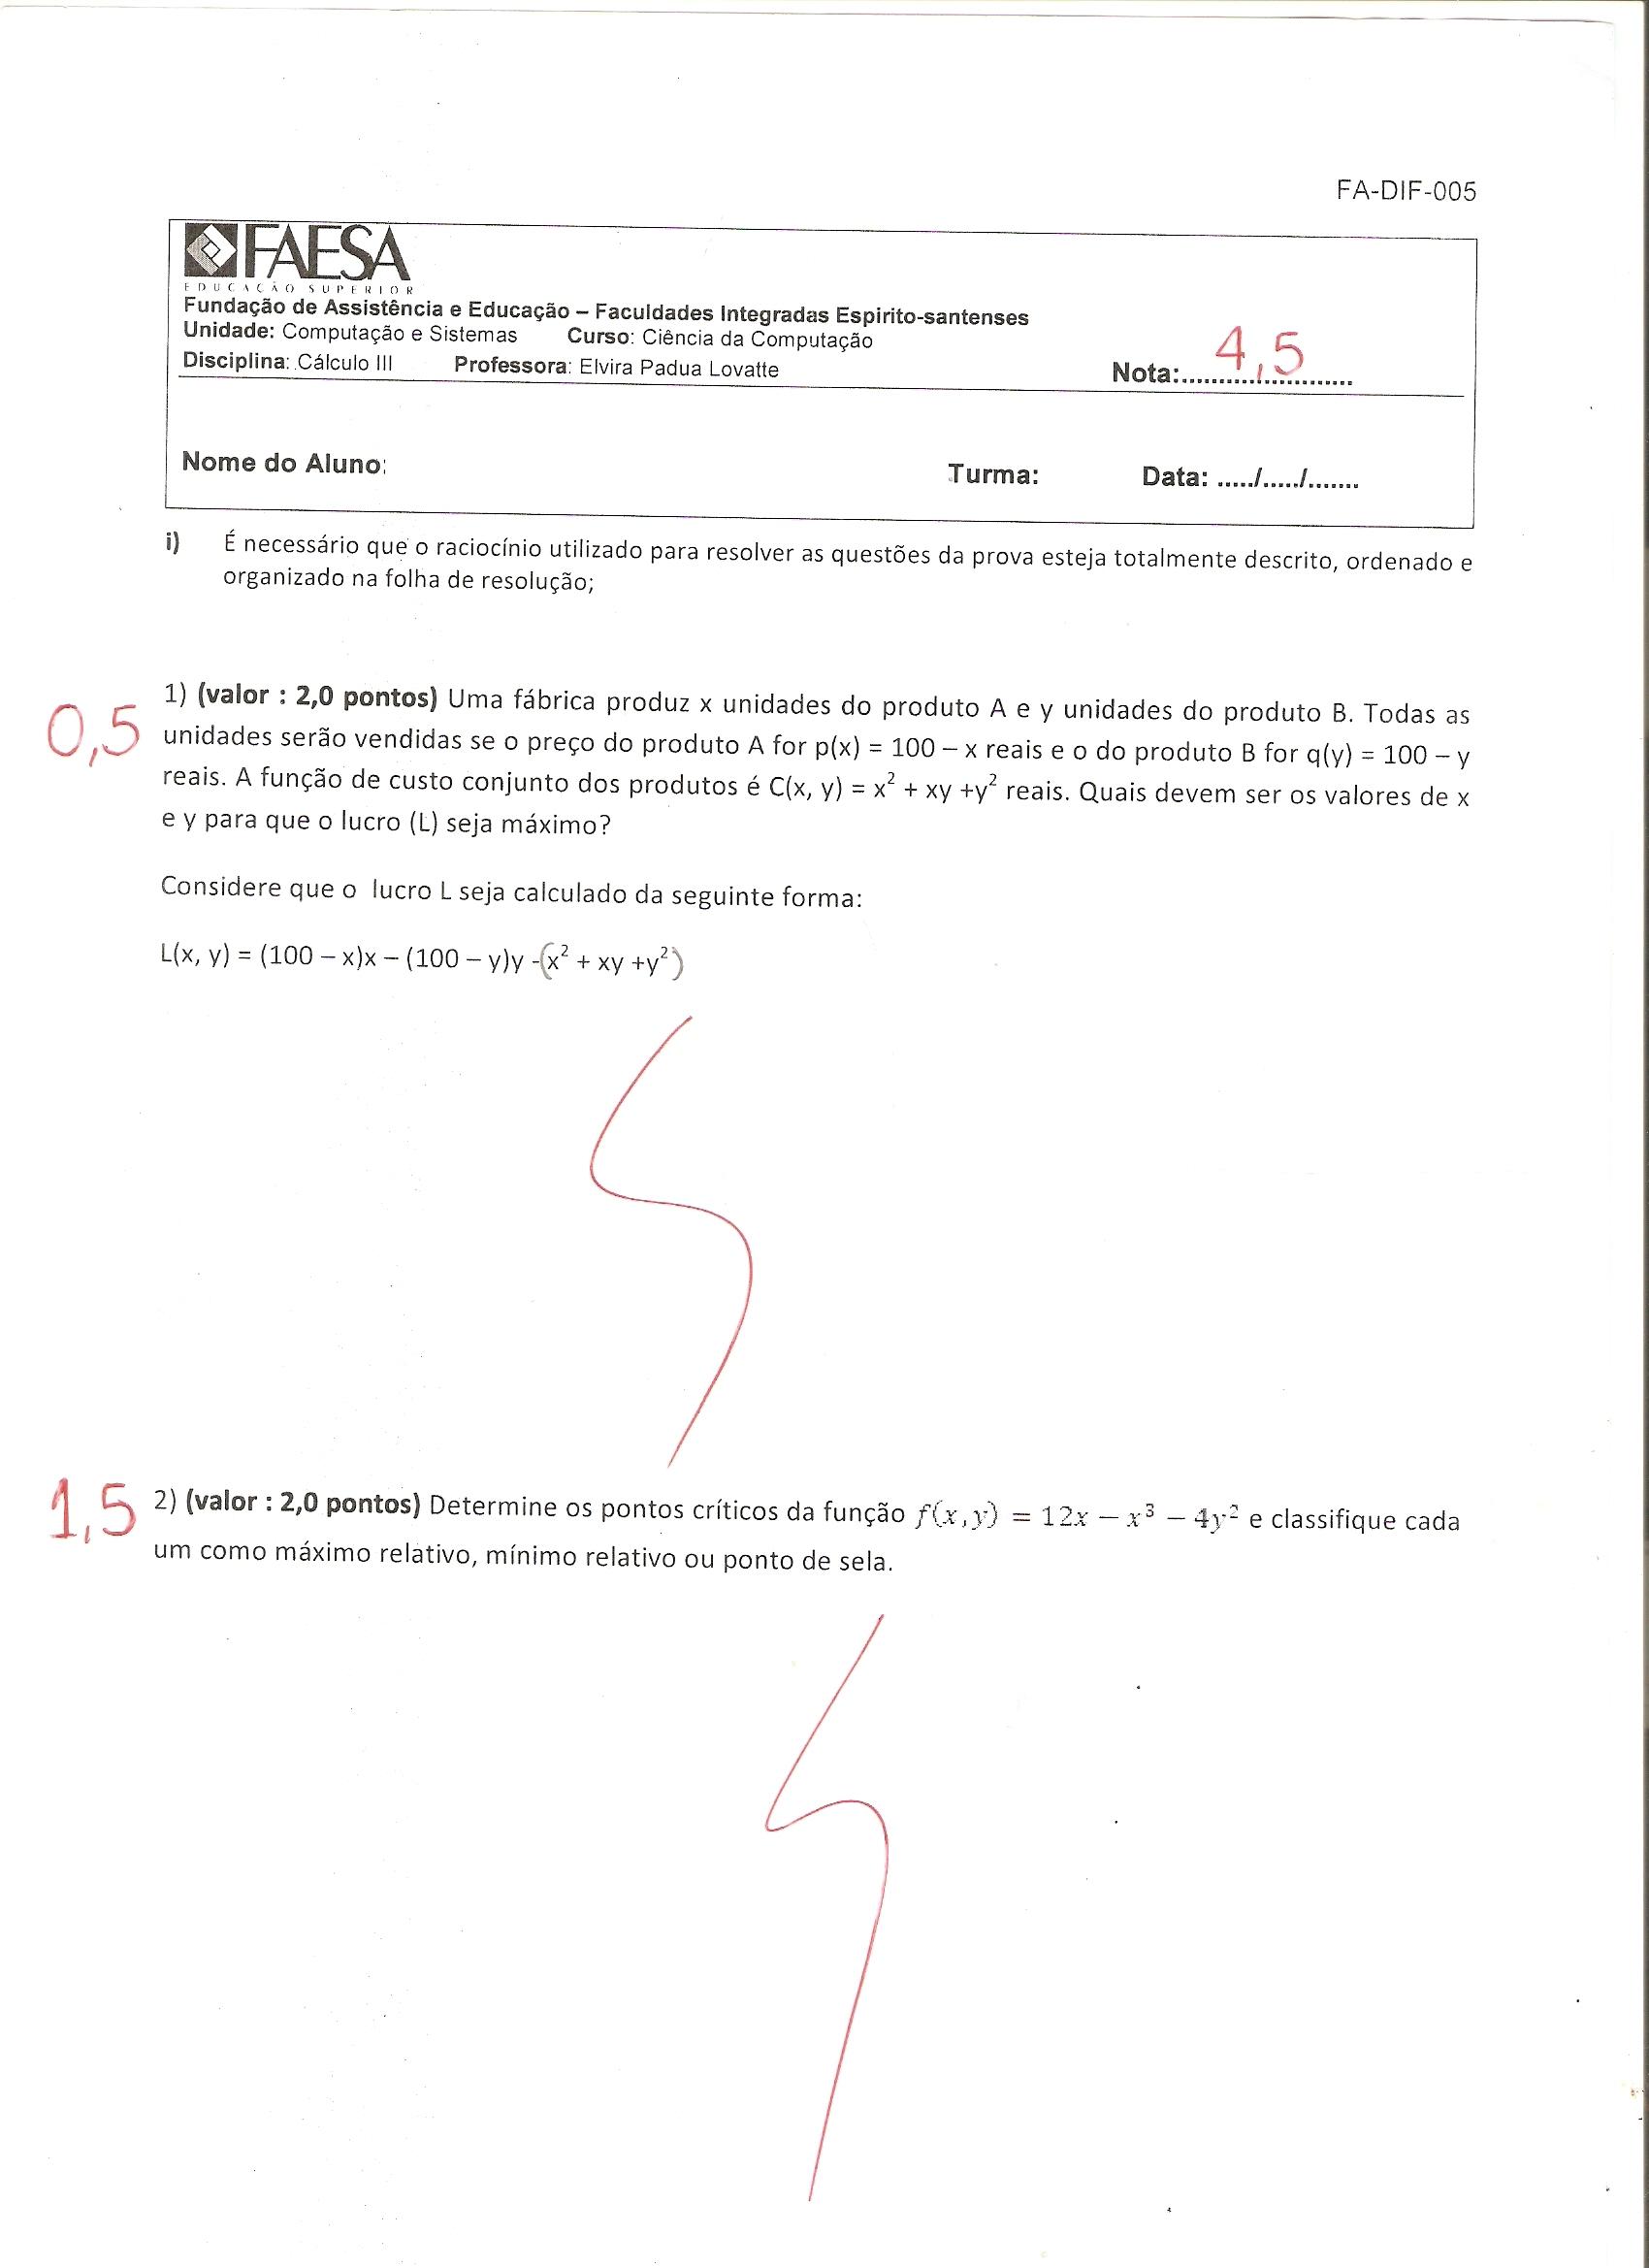 FA-DIF-005
FAESA
EDUCAÇÃO SUPERIOR
Fundação de Assistência e Educação – Faculdades Integradas Espirito-santenses
Unidade: Computação e Sistemas Curso: Ciência da Computação
Disciplina: Cálculo III Professora: Elvira Padua Lovatte Nota:....................... 4,5
Nome do Aluno: Turma: Data: ...../...../.......
i) É necessário que o raciocínio utilizado para resolver as questões da prova esteja totalmente descrito, ordenado e
organizado na folha de resolução;
0,5
1) (valor : 2,0 pontos) Uma fábrica produz x unidades do produto A e y unidades do produto B. Todas as
unidades serão vendidas se o preço do produto A for p(x) = 100 – x reais e o do produto B for q(y) = 100 – y
reais. A função de custo conjunto dos produtos é C(x, y) = x² + xy +y² reais. Quais devem ser os valores de x
e y para que o lucro (L) seja máximo?
Considere que o lucro L seja calculado da seguinte forma:
L(x, y) = (100 – x)x – (100 – y)y -(x² + xy +y²)
1,5
2) (valor : 2,0 pontos) Determine os pontos críticos da função f(x,y) = 12x − x³ − 4y² e classifique cada
um como máximo relativo, mínimo relativo ou ponto de sela.